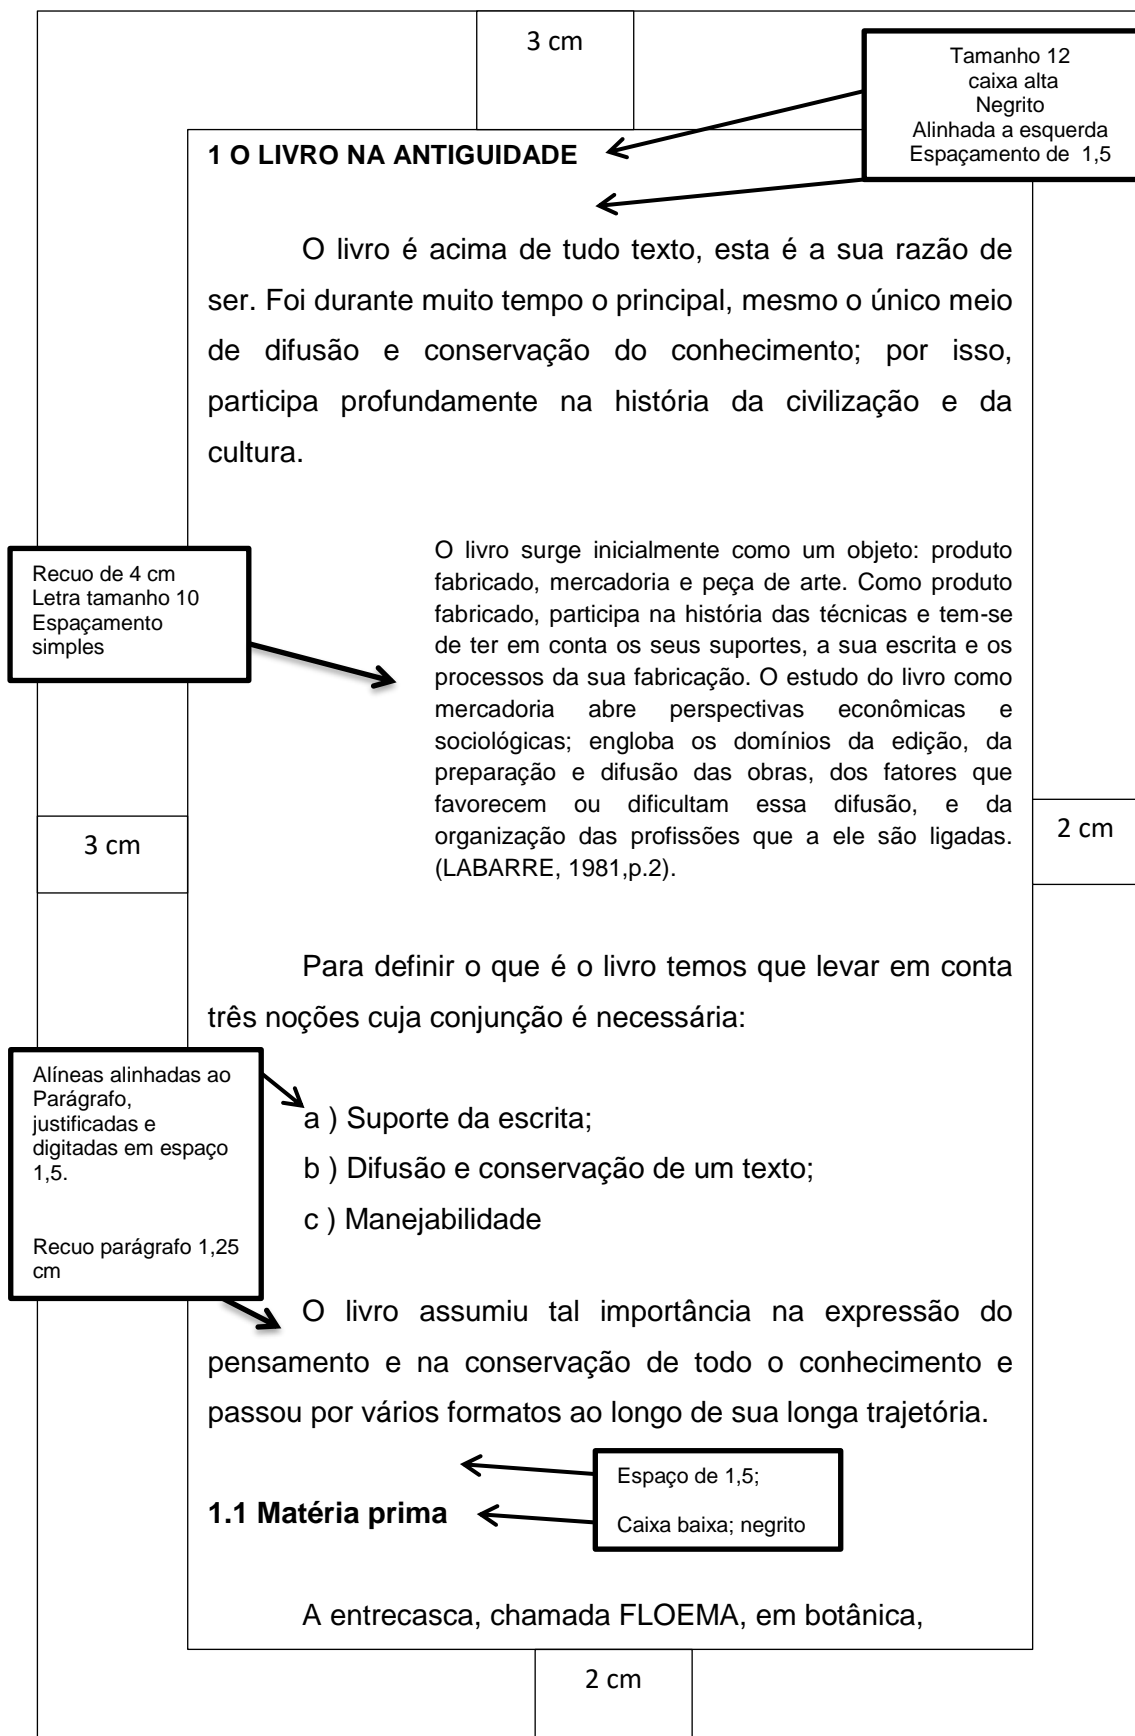 3 cm
Tamanho 12
caixa alta
Negrito
Alinhada a esquerda
Espaçamento de 1,5
1 O LIVRO NA ANTIGUIDADE
O livro é acima de tudo texto, esta é a sua razão de
ser. Foi durante muito tempo o principal, mesmo o único meio
de difusão e conservação do conhecimento; por isso,
participa profundamente na história da civilização e da
cultura.
Recuo de 4 cm
Letra tamanho 10
Espaçamento
simples
O livro surge inicialmente como um objeto: produto
fabricado, mercadoria e peça de arte. Como produto
fabricado, participa na história das técnicas e tem-se
de ter em conta os seus suportes, a sua escrita e os
processos da sua fabricação. O estudo do livro como
mercadoria abre perspectivas econômicas e
sociológicas; engloba os domínios da edição, da
preparação e difusão das obras, dos fatores que
favorecem ou dificultam essa difusão, e da
organização das profissões que a ele são ligadas.
(LABARRE, 1981,p.2).
3 cm
2 cm
Para definir o que é o livro temos que levar em conta
três noções cuja conjunção é necessária:
Alíneas alinhadas ao
Parágrafo,
justificadas e
digitadas em espaço
1,5.
Recuo parágrafo 1,25
cm
a ) Suporte da escrita;
b ) Difusão e conservação de um texto;
c ) Manejabilidade
O livro assumiu tal importância na expressão do
pensamento e na conservação de todo o conhecimento e
passou por vários formatos ao longo de sua longa trajetória.
Espaço de 1,5;
Caixa baixa; negrito
1.1 Matéria prima
A entrecasca, chamada FLOEMA, em botânica,
2 cm